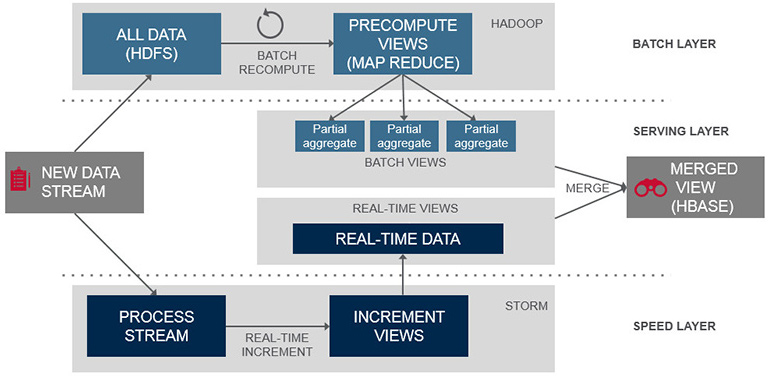 HADOOP
ALL DATA
(HDFS)
BATCH
RECOMPUTE
PRECOMPUTE
VIEWS
(MAP REDUCE)
BATCH LAYER
Partial
aggregate
Partial
aggregate
Partial
aggregate
BATCH VIEWS
SERVING LAYER
NEW DATA
STREAM
MERGE
MERGED
VIEW
(HBASE)
REAL-TIME VIEWS
REAL-TIME DATA
STORM
PROCESS
STREAM
REAL-TIME
INCREMENT
INCREMENT
VIEWS
SPEED LAYER